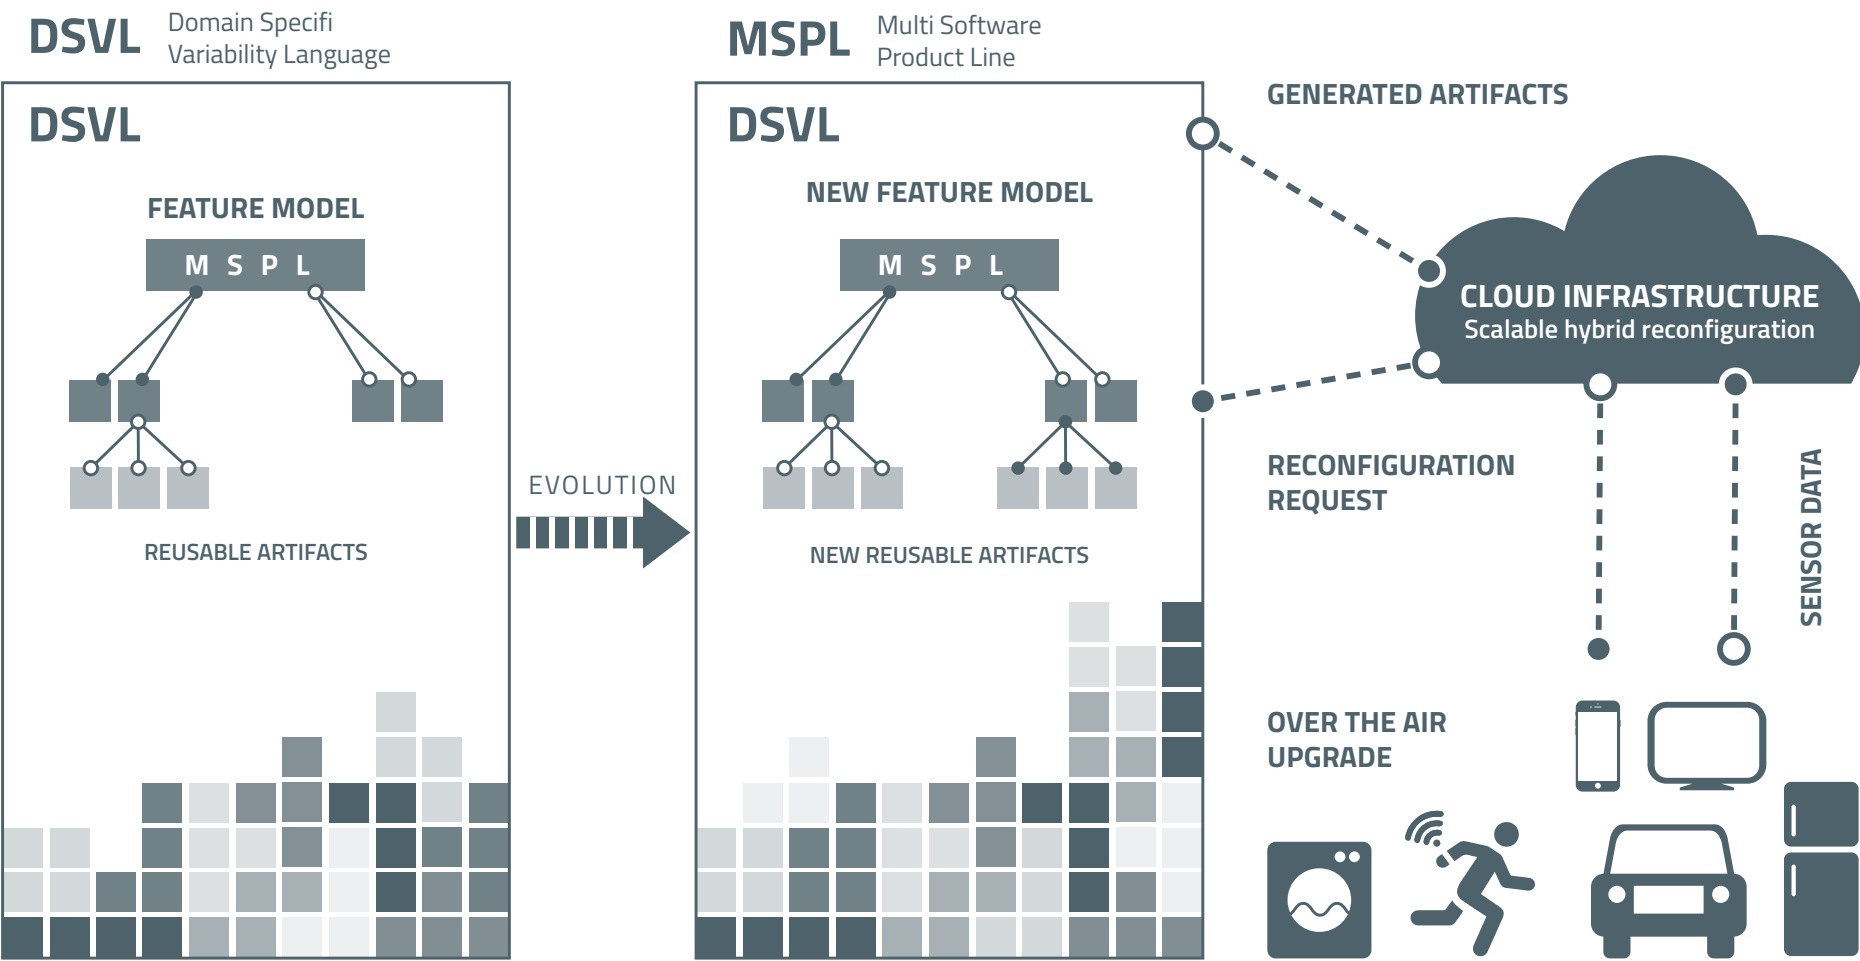 DSVL
Domain Specifi
Variability Language
DSVL
FEATURE MODEL
MSPL
REUSABLE ARTIFACTS
EVOLUTION
MSPL
Multi Software
Product Line
DSVL
NEW FEATURE MODEL
MSPL
NEW REUSABLE ARTIFACTS
GENERATED ARTIFACTS
CLOUD INFRASTRUCTURE
Scalable hybrid reconfiguration
RECONFIGURATION
REQUEST
SENSOR DATA
OVER THE AIR
UPGRADE